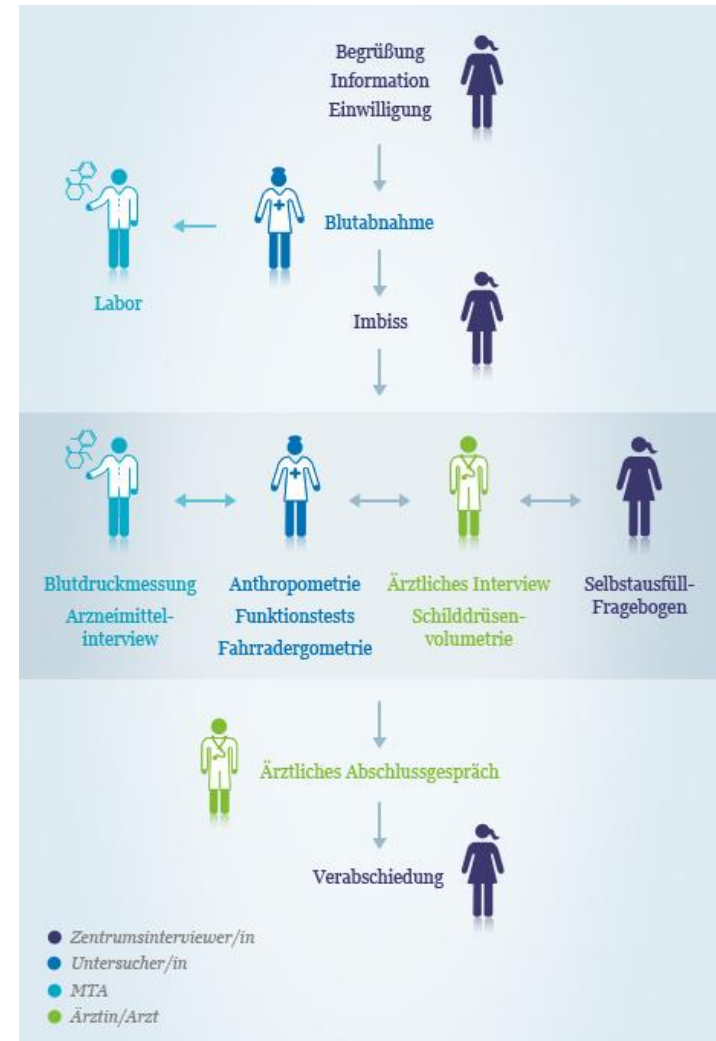 Begrüßung
Information
Einwilligung
Blutabnahme
Labor
Imbiss
Blutdruckmessung
Arzneimittel-
interview
Anthropometrie
Funktionstests
Fahrradergometrie
Ärztliches Interview
Schilddrüsen-
volumetrie
Selbstausfüll-
Fragebogen
Ärztliches Abschlussgespräch
Verabschiedung
Zentrumsinterviewer/in
Untersucher/in
MTA
Ärztin/Arzt